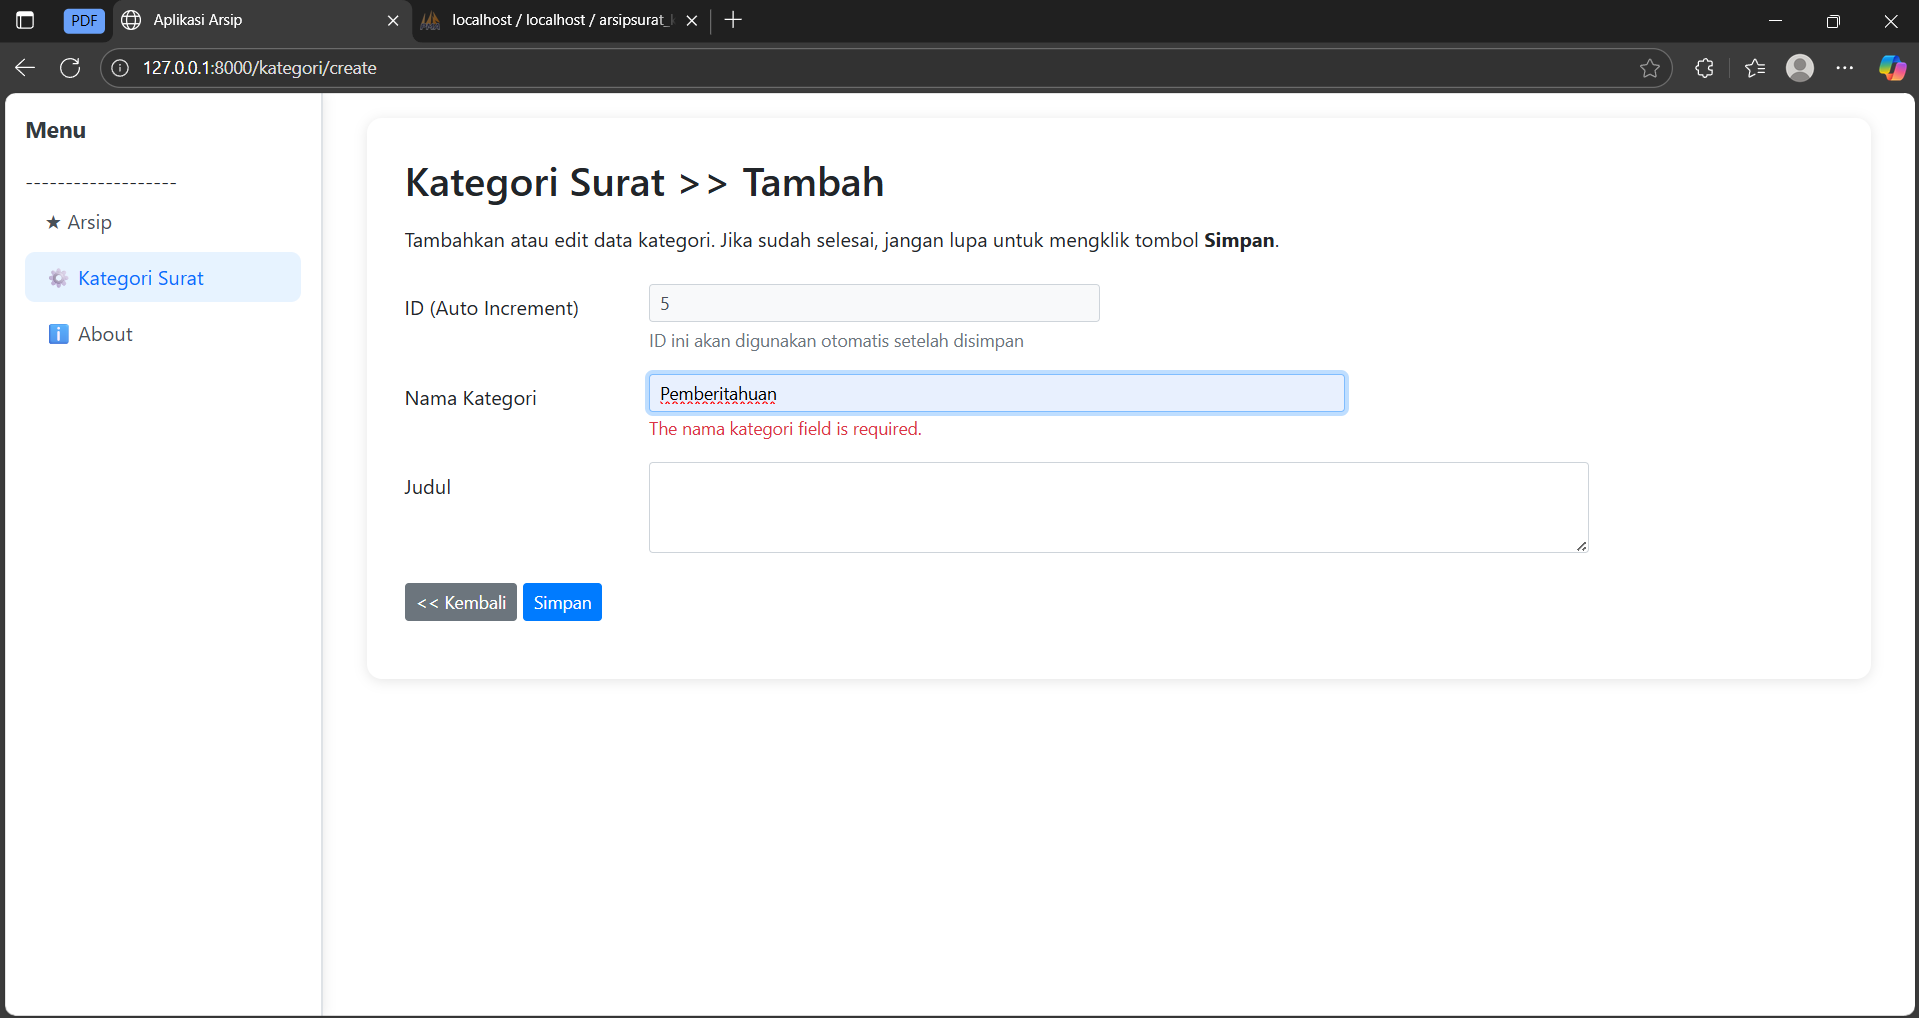 PDF
Aplikasi Arsip
localhost / localhost / arsipsurat_
127.0.0.1:8000/kategori/create
Menu
-------------------
★ Arsip
Kategori Surat
About
Kategori Surat >> Tambah
Tambahkan atau edit data kategori. Jika sudah selesai, jangan lupa untuk mengklik tombol Simpan.
ID (Auto Increment)
5
ID ini akan digunakan otomatis setelah disimpan
Nama Kategori
Pemberitahuan
The nama kategori field is required.
Judul
<< Kembali
Simpan